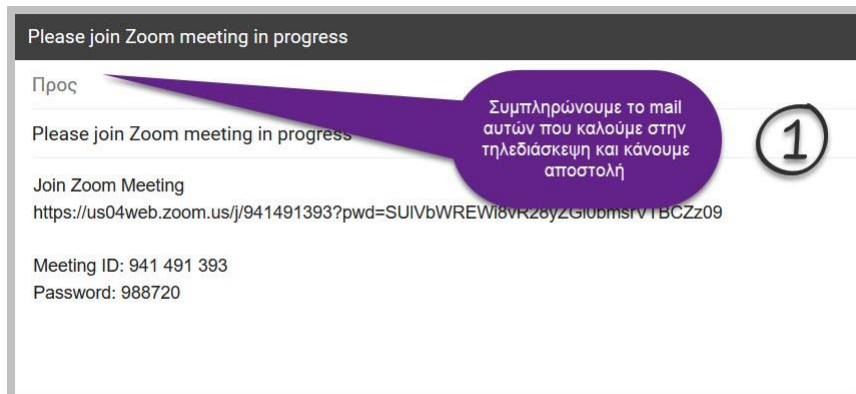 Please join Zoom meeting in progress
Προς
Συμπληρώνουμε το mail
αυτών που καλούμε στην
τηλεδιάσκεψη και κάνουμε
αποστολή
1
Please join Zoom meeting in progress
Join Zoom Meeting
Meeting ID: 941 491 393
Password: 988720